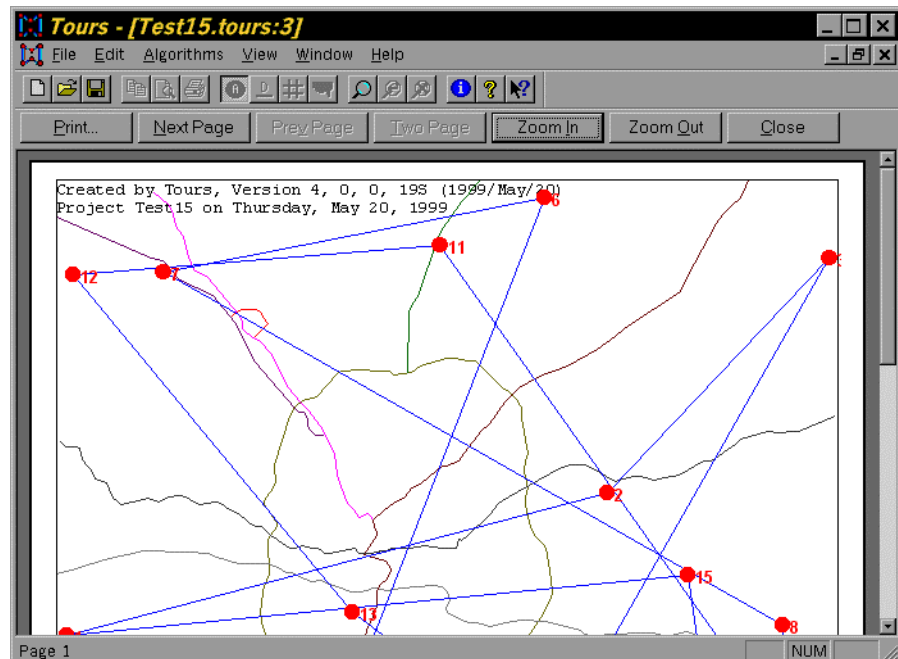 Tours - [Test15.tours:3]
File Edit Algorithms View Window Help
Print... Next Page Prev Page Two Page Zoom In Zoom Out Close
Created by Tours, Version 4, 0, 0, 19S (1999/May/20)
Project Test15 on Thursday, May 20, 1999
6
11
12
7
2
15
13
8
Page 1
NUM